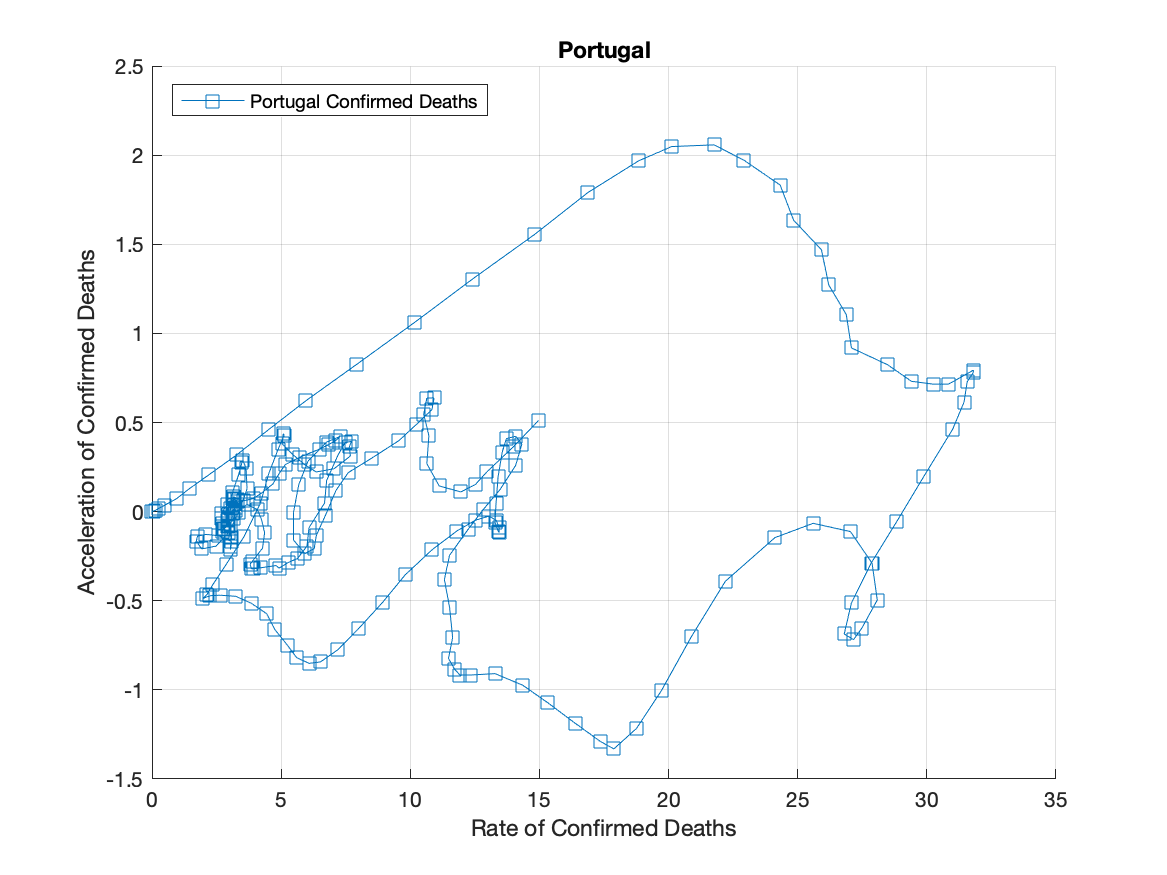 Portugal
Portugal Confirmed Deaths
2.5
2
1.5
1
0.5
0
-0.5
-1
-1.5
Acceleration of Confirmed Deaths
0 5 10 15 20 25 30 35
Rate of Confirmed Deaths